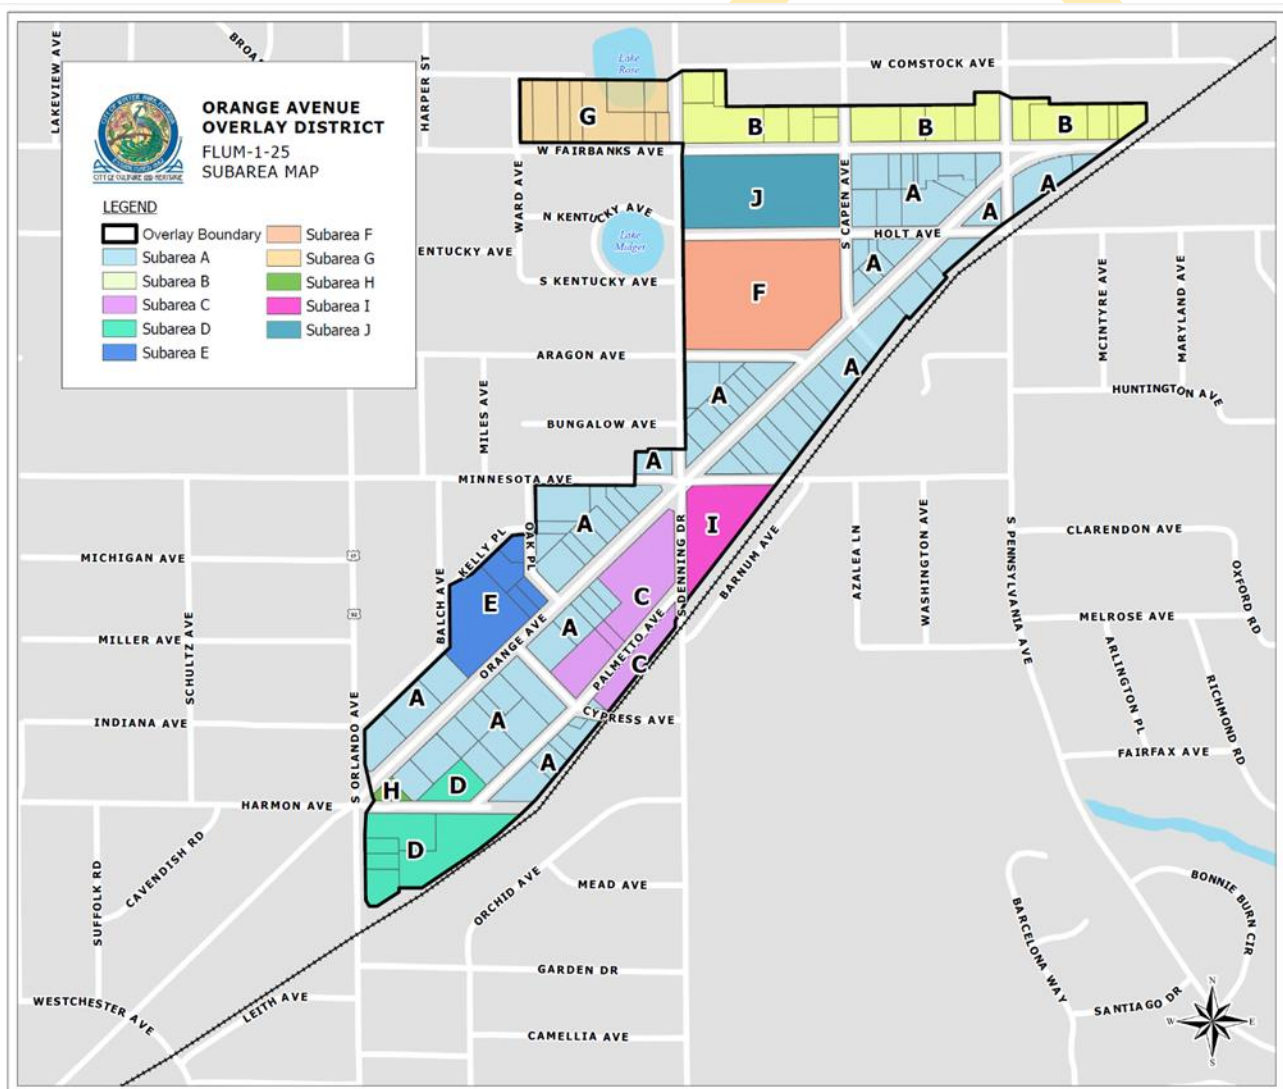 LAKEVIEW AVE
HARPER ST
Lake
Rose
W COMSTOCK AVE
ORANGE AVENUE
OVERLAY DISTRICT
FLUM-1-25
SUBAREA MAP
CITY OF CULTURE AND HERITAGE
LEGEND
Overlay Boundary
Subarea A
Subarea B
Subarea C
Subarea D
Subarea E
Subarea F
Subarea G
Subarea H
Subarea I
Subarea J
G
B
B
B
W FAIRBANKS AVE
WARD AVE
N KENTUCKY AVE
J
S CAPEN AVE
A
A
A
HOLT AVE
Lake
Midget
ENTUCKY AVE
S KENTUCKY AVE
A
F
MCINTYRE AVE
MARYLAND AVE
ARAGON AVE
A
HUNTINGTON AVE
A
MILES AVE
BUNGALOW AVE
A
MINNESOTA AVE
A
OAK PL
I
S DENNING DR
BARNUM AVE
AZALEA LN
WASHINGTON AVE
S PENNSYLVANIA AVE
CLARENDON AVE
OXFORD RD
MICHIGAN AVE
KELLY PL
BALCH AVE
E
C
A
PALMETTO AVE
C
ORANGE AVE
MELROSE AVE
MILLER AVE
SCHULTZ AVE
ARLINGTON PL
RICHMOND RD
A
A
CYPRESS AVE
INDIANA AVE
S ORLANDO AVE
FAIRFAX AVE
A
H
D
HARMON AVE
D
SUFFOLK RD
CAVENDISH RD
ORCHID AVE
MEAD AVE
BONNIE BURN CIR
BARCELONA WAY
GARDEN DR
SANTIAGO DR
WESTCHESTER AVE
LEITH AVE
CAMELLIA AVE
N
W
E
S